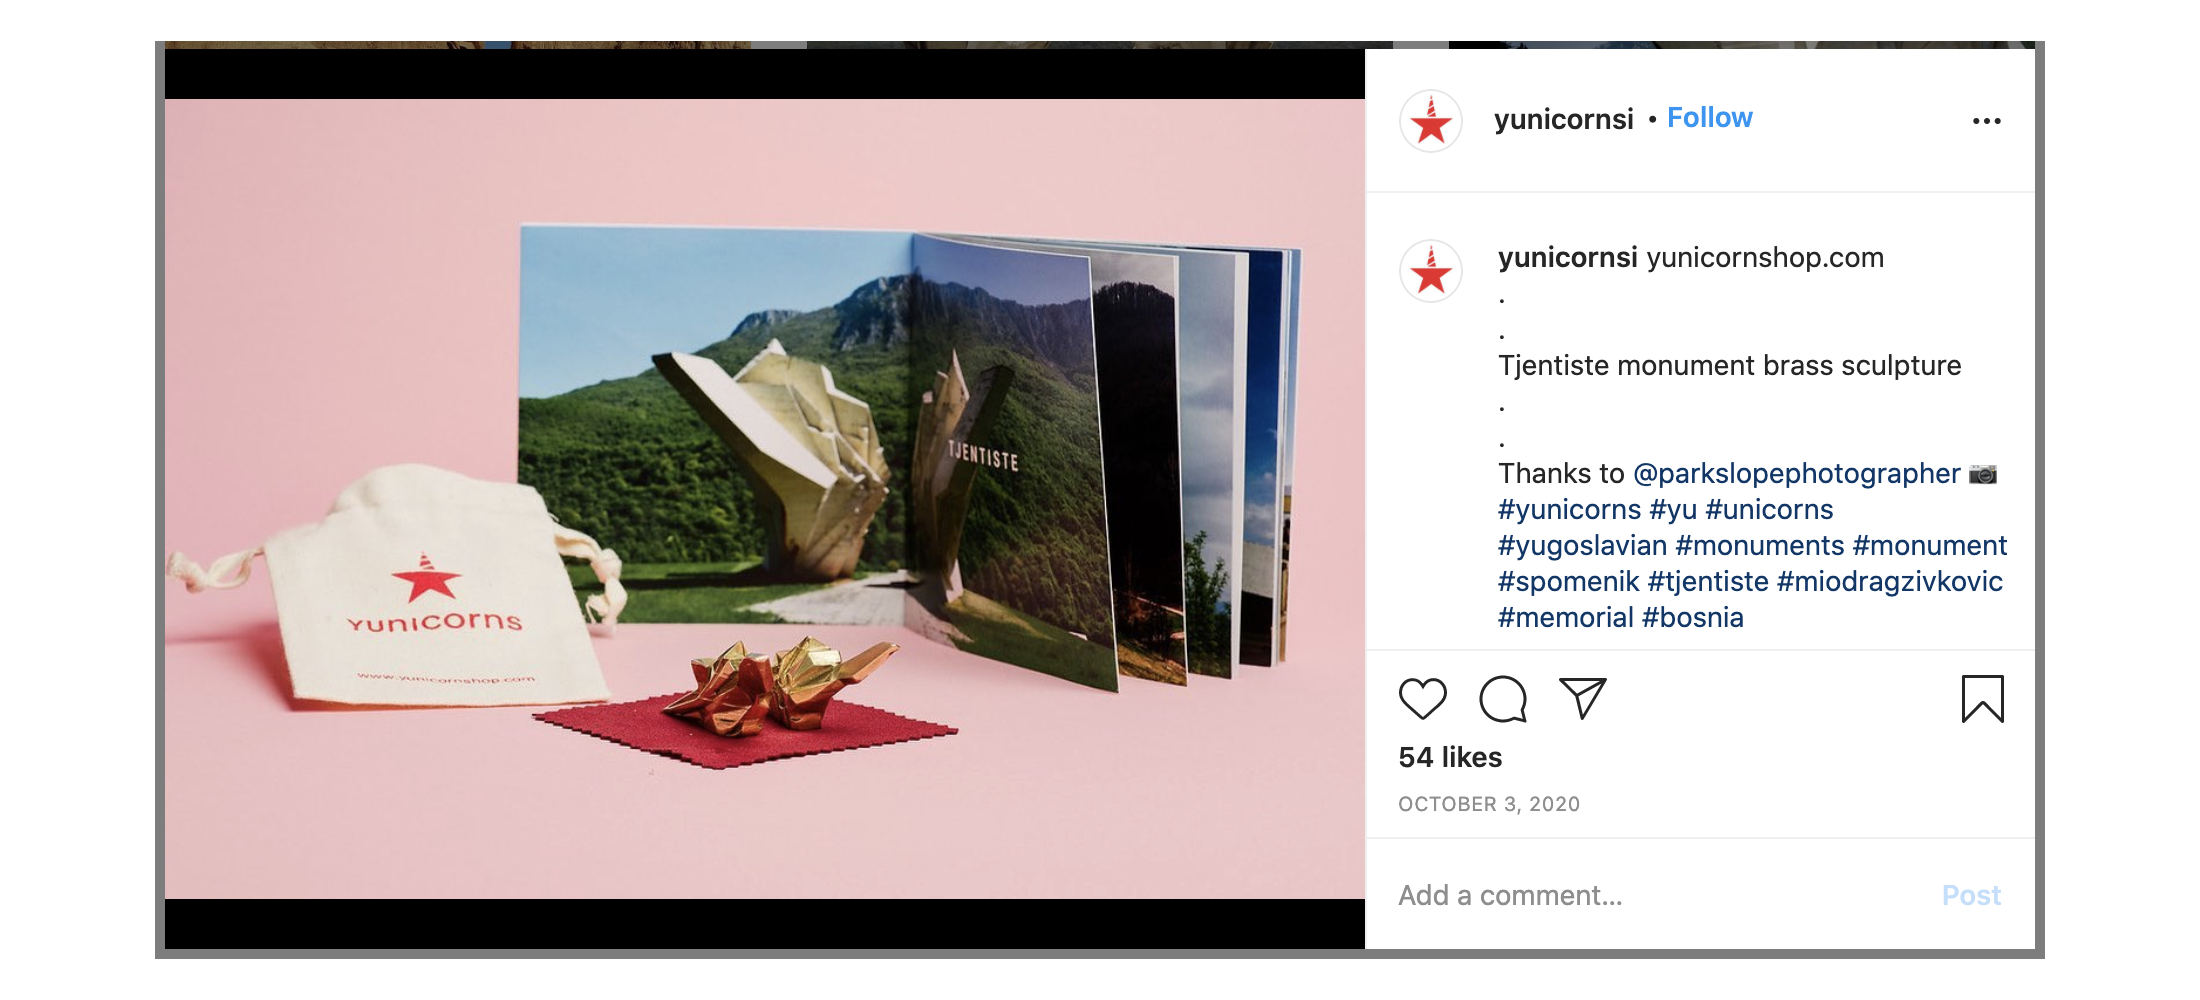 TJENTISTE
Yunicorns
www.yunicornshop.com
yunicornsi • Follow
yunicornsi yunicornshop.com
.
.
Tjentiste monument brass sculpture
.
.
Thanks to @parkslopephotographer 📷
#yunicorns #yu #unicorns
#yugoslavian #monuments #monument
#spomenik #tjentiste #miodragzivkovic
#memorial #bosnia
54 likes
OCTOBER 3, 2020
Add a comment...
Post